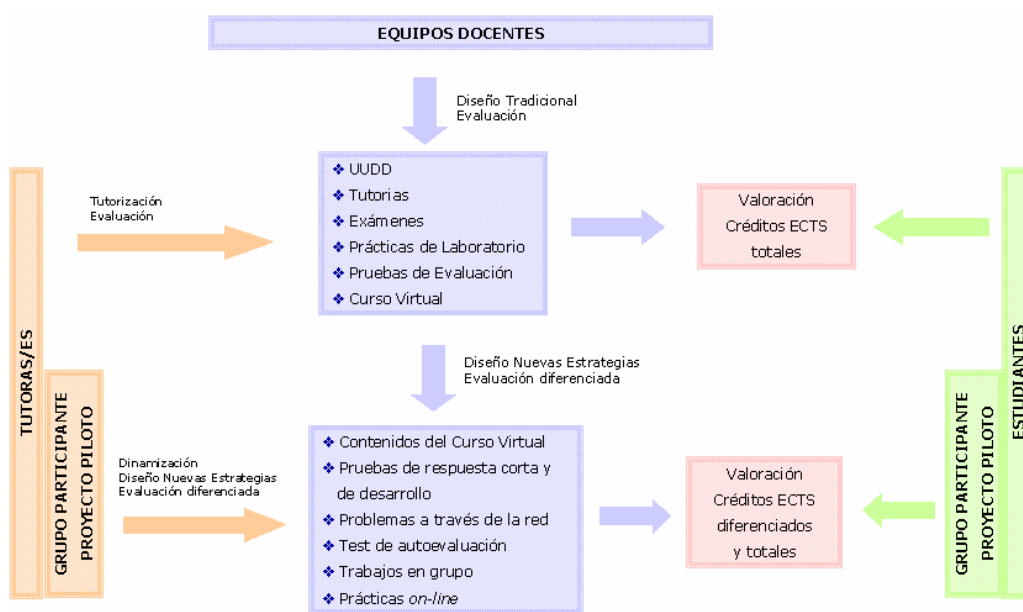 EQUIPOS DOCENTES
Diseño Tradicional
Evaluación
Tutorización
Evaluación
❖ UUDD
❖ Tutorias
❖ Exámenes
❖ Prácticas de Laboratorio
❖ Pruebas de Evaluación
❖ Curso Virtual
Valoración
Créditos ECTS
totales
TUTORAS/ES
GRUPO PARTICIPANTE
PROYECTO PILOTO
Diseño Nuevas Estrategias
Evaluación diferenciada
Dinamización
Diseño Nuevas Estrategias
Evaluación diferenciada
❖ Contenidos del Curso Virtual
❖ Pruebas de respuesta corta y
de desarrollo
❖ Problemas a través de la red
❖ Test de autoevaluación
❖ Trabajos en grupo
❖ Prácticas on-line
Valoración
Créditos ECTS
diferenciados
y totales
GRUPO PARTICIPANTE
PROYECTO PILOTO
ESTUDIANTES